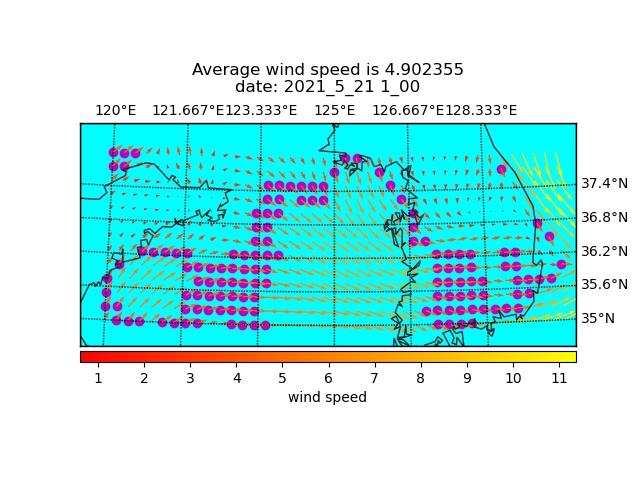 Average wind speed is 4.902355
date: 2021_5_21 1_00
120°E 121.667°E 123.333°E 125°E 126.667°E 128.333°E
37.4°N
36.8°N
36.2°N
35.6°N
35°N
1 2 3 4 5 6 7 8 9 10 11
wind speed